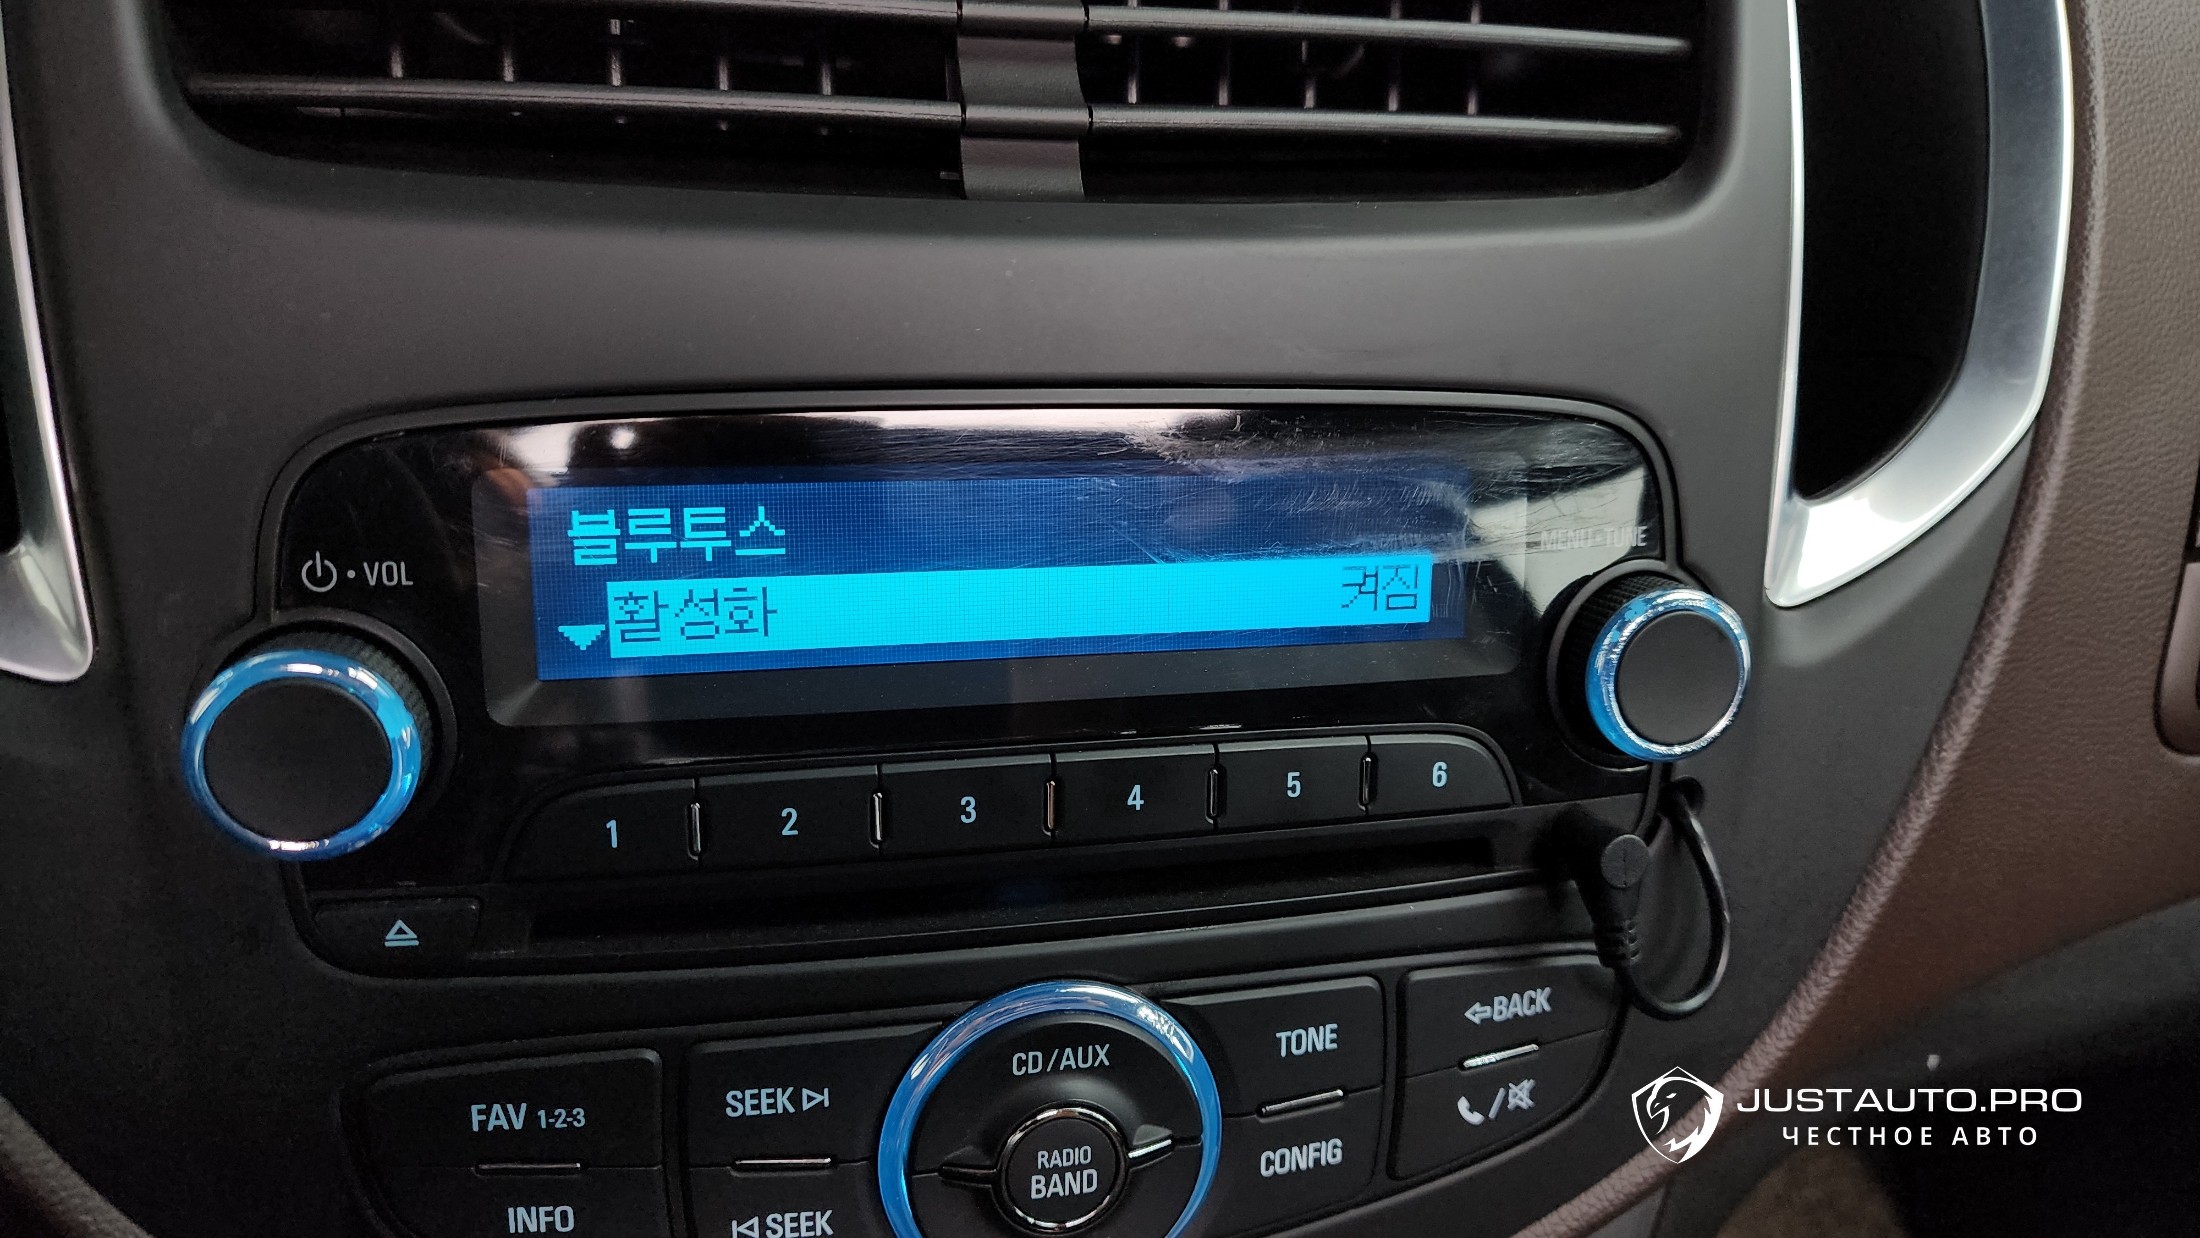 블루투스
활성화 켜짐
VOL
MENU·TUNE
1 2 3 4 5 6
CD/AUX
TONE
BACK
FAV 1-2-3
SEEK
RADIO
BAND
CONFIG
INFO
SEEK
JUSTAUTO.PRO
ЧЕСТНОЕ АВТО